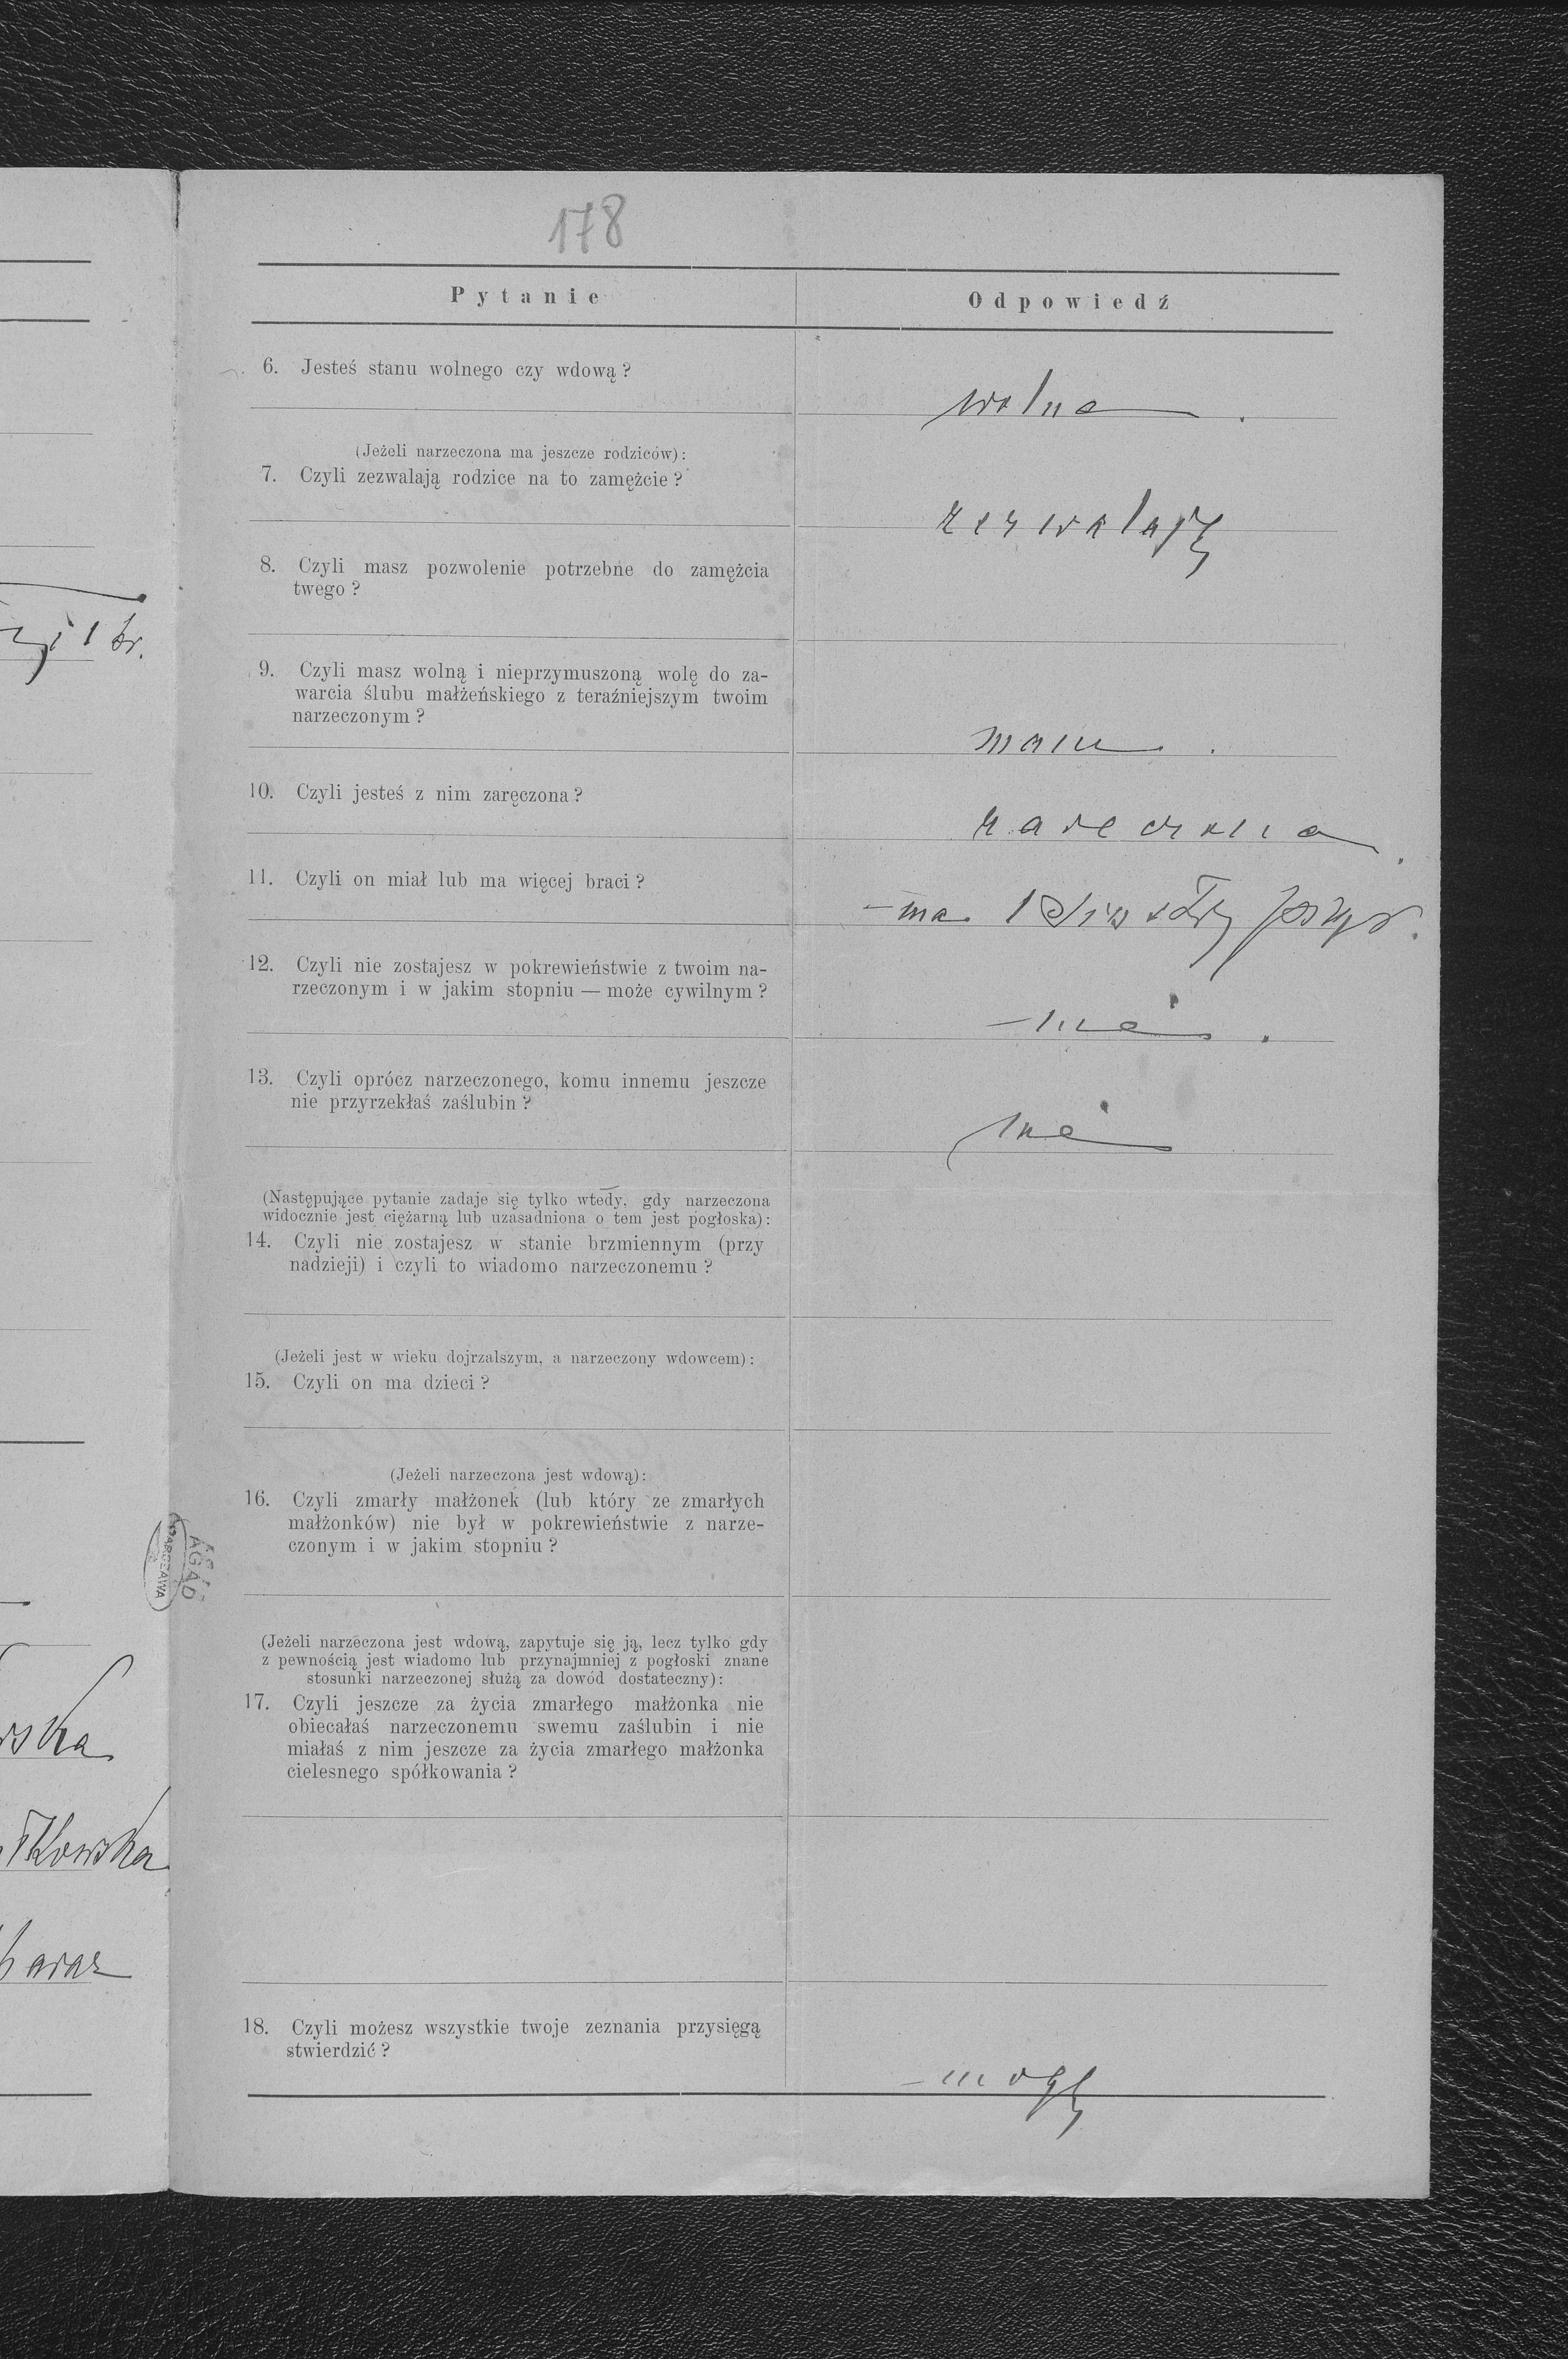 178
Pytanie
Odpowiedź
6. Jesteś stanu wolnego czy wdową?
wolna.
(Jeżeli narzeczona ma jeszcze rodziców):
7. Czyli zezwalają rodzice na to zamężcie?
zezwalają
8. Czyli masz pozwolenie potrzebne do zamężcia
twego?
9. Czyli masz wolną i nieprzymuszoną wolę do za-
warcia ślubu małżeńskiego z teraźniejszym twoim
narzeczonym?
mam.
10. Czyli jesteś z nim zaręczona?
zaręczona.
11. Czyli on miał lub ma więcej braci?
– ma 1
12. Czyli nie zostajesz w pokrewieństwie z twoim na-
rzeczonym i w jakim stopniu — może cywilnym?
– nie.
13. Czyli oprócz narzeczonego, komu innemu jeszcze
nie przyrzekłaś zaślubin?
nie
(Następujące pytanie zadaje się tylko wtedy, gdy narzeczona
widocznie jest ciężarną lub uzasadniona o tem jest pogłoska):
14. Czyli nie zostajesz w stanie brzmiennym (przy
nadzieji) i czyli to wiadomo narzeczonemu?
(Jeżeli jest w wieku dojrzalszym, a narzeczony wdowcem):
15. Czyli on ma dzieci?
(Jeżeli narzeczona jest wdową):
16. Czyli zmarły małżonek (lub który ze zmarłych
małżonków) nie był w pokrewieństwie z narze-
czonym i w jakim stopniu?
(Jeżeli narzeczona jest wdową, zapytuje się ją, lecz tylko gdy
z pewnością jest wiadomo lub przynajmniej z pogłoski znane
stosunki narzeczonej służą za dowód dostateczny):
17. Czyli jeszcze za życia zmarłego małżonka nie
obiecałaś narzeczonemu swemu zaślubin i nie
miałaś z nim jeszcze za życia zmarłego małżonka
cielesnego spółkowania?
18. Czyli możesz wszystkie twoje zeznania przysięgą
stwierdzić?
– mogę
AGAD
WARSZAWA